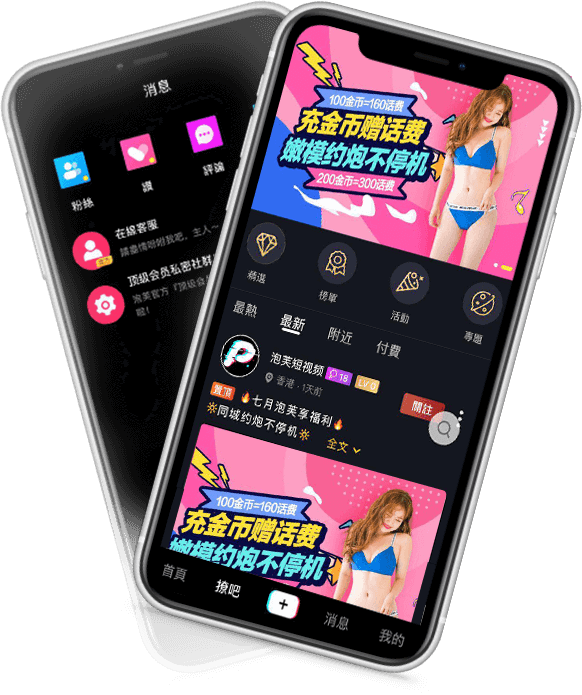 消息
粉絲
讚
評論
在線客服
請盡情吩咐我吧，主人~
官方
顶级会员私密社群
泡芙官方『顶级会员
啦！
100金币=160话费
充金币赠话费
嫩模约炮不停机
200金币=300话费
精選
榜單
活動
專題
最熱
最新
附近
付費
泡芙短视频
18
LV 0
香港 · 1天前
關註
置頂
🔥七月泡芙享福利🔥
🔆同城约炮不停机🔆
全文
100金币=160话费
充金币赠话费
嫩模约炮不停机
首頁
撩吧
消息
我的